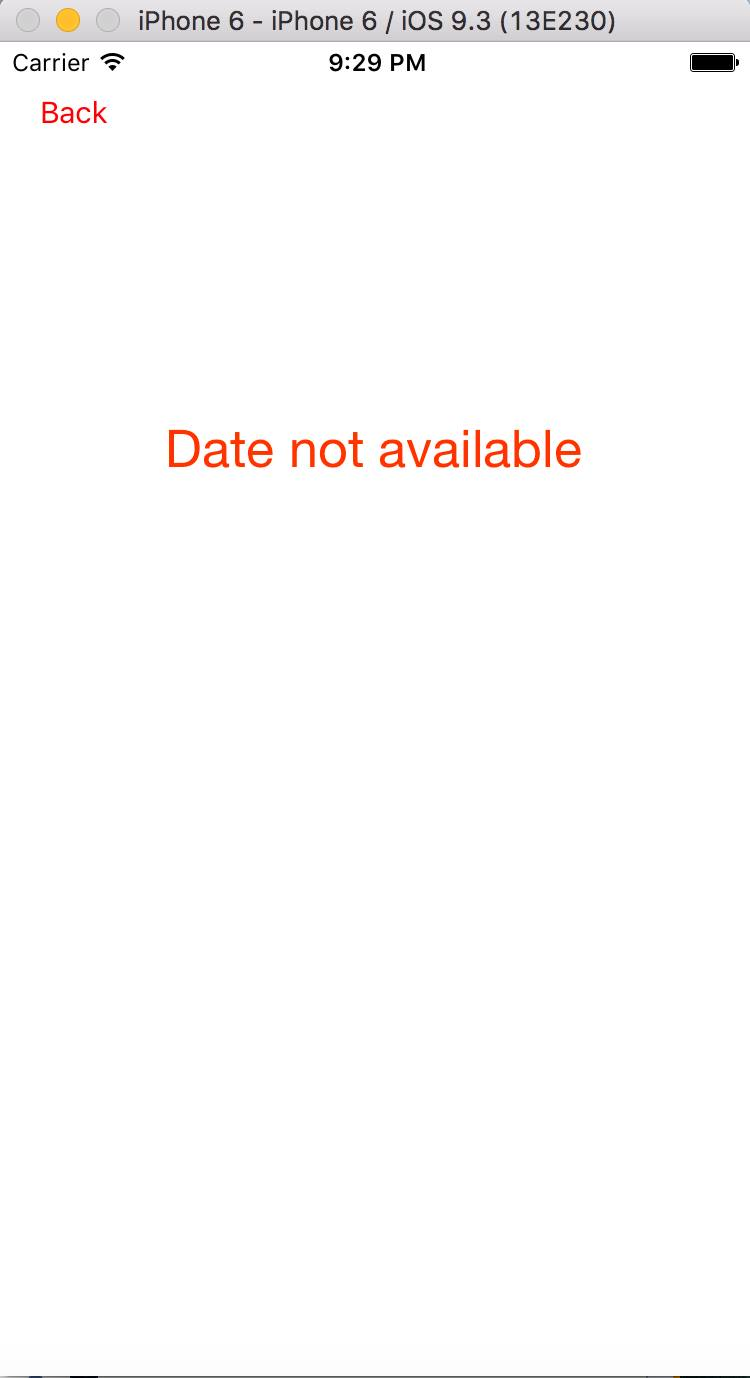 iPhone 6 - iPhone 6 / iOS 9.3 (13E230)
Carrier 9:29 PM
Back
Date not available